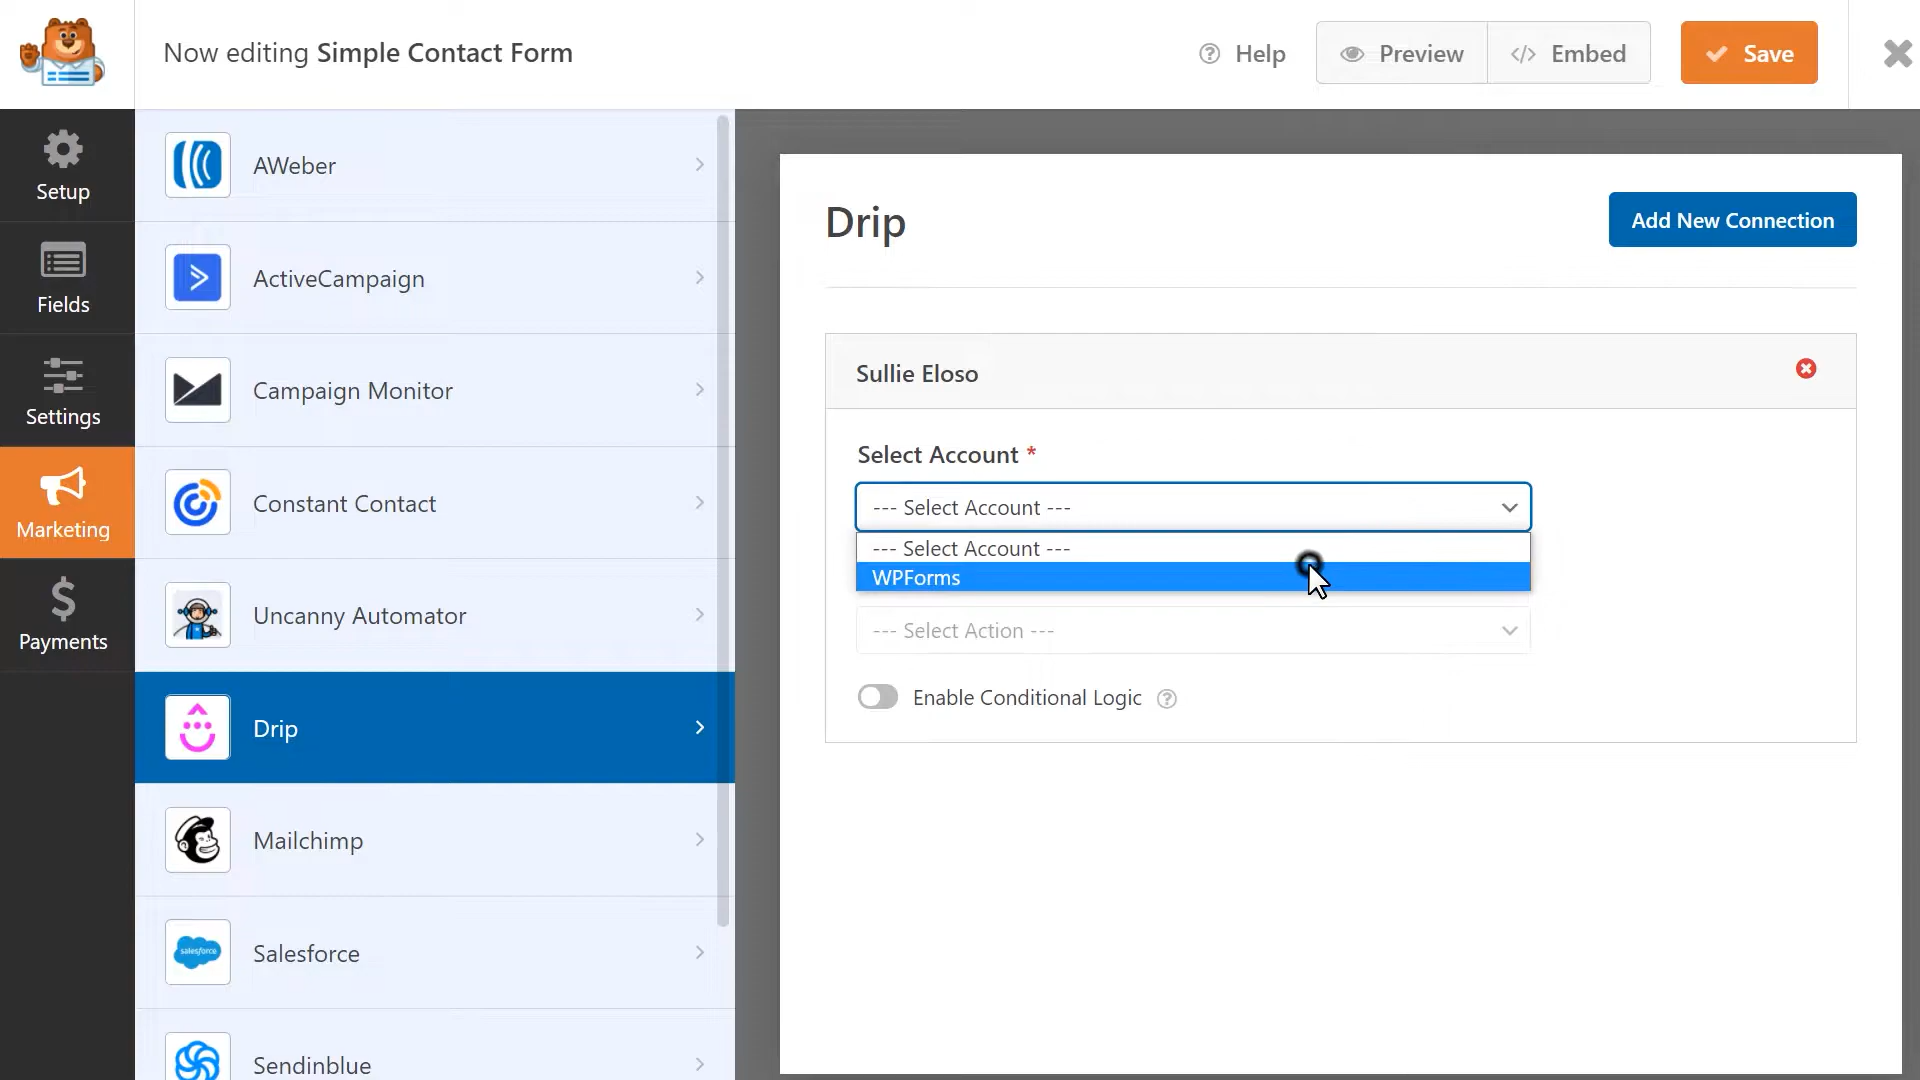 Now editing Simple Contact Form
Help
Preview
Embed
Save
Setup
Fields
Settings
Marketing
Payments
AWeber
ActiveCampaign
Campaign Monitor
Constant Contact
Uncanny Automator
Drip
Mailchimp
salesforce
Salesforce
Sendinblue
Drip
Add New Connection
Sullie Eloso
Select Account *
--- Select Account ---
--- Select Account ---
WPForms
--- Select Action ---
Enable Conditional Logic